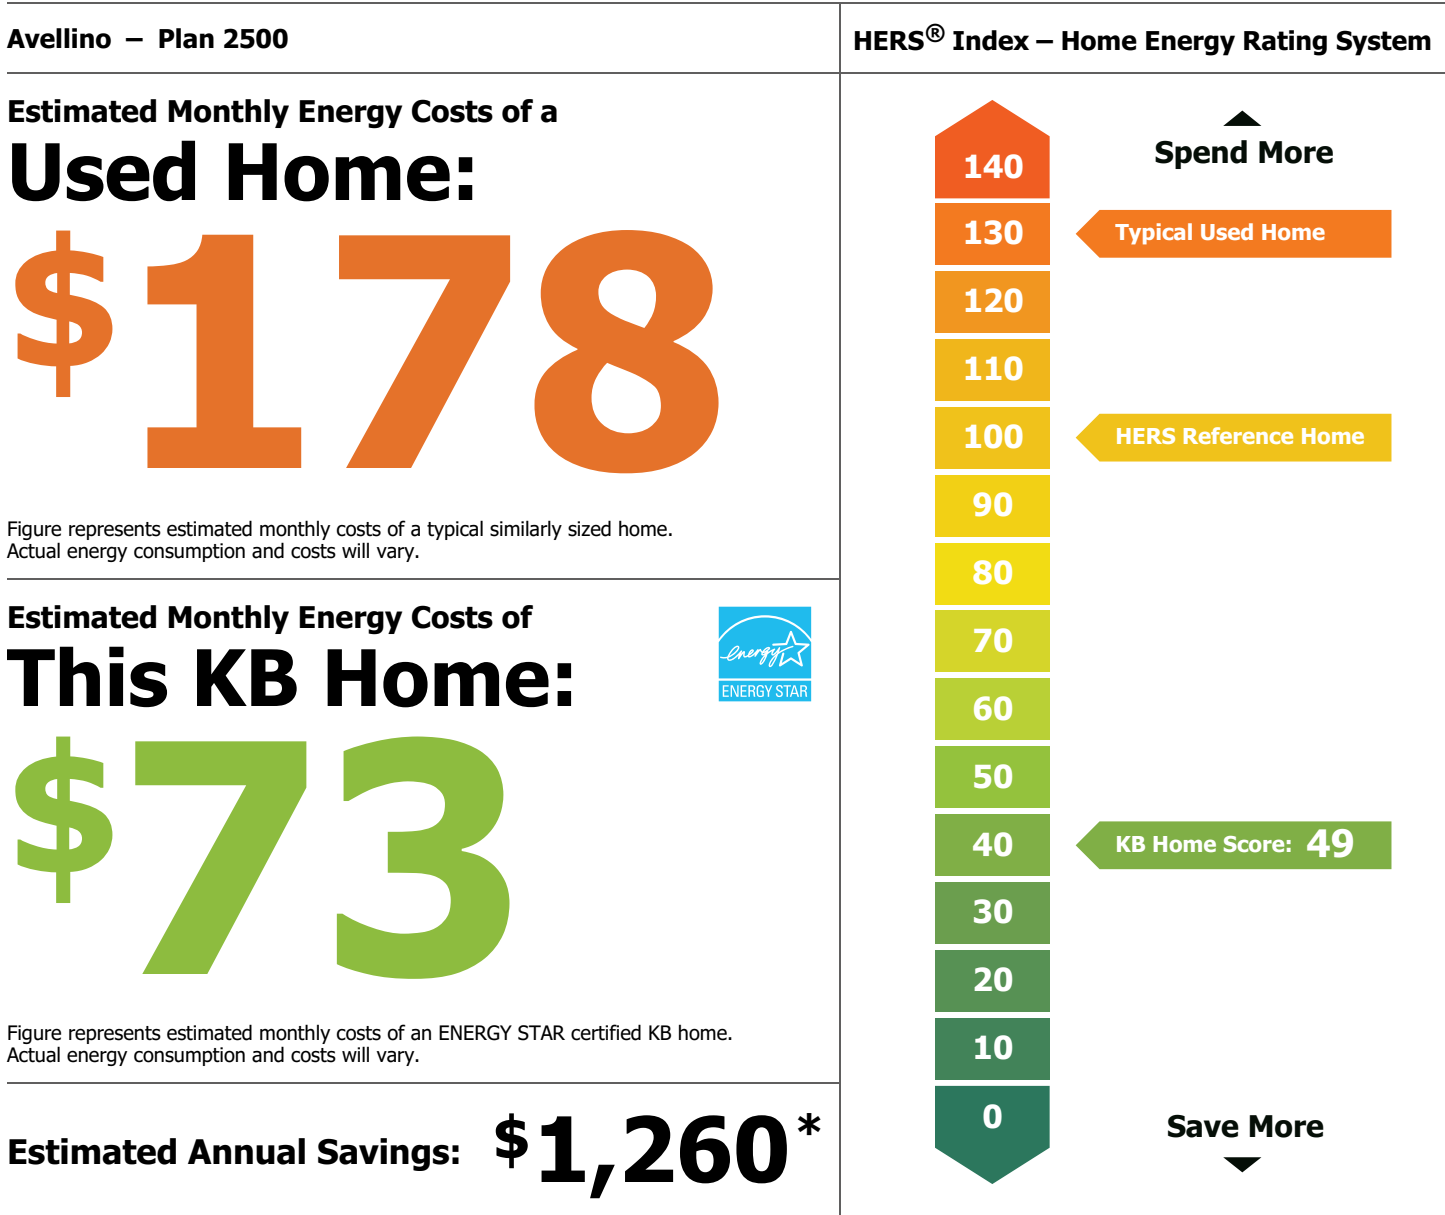 Avellino – Plan 2500
Estimated Monthly Energy Costs of a
Used Home:
$178
Figure represents estimated monthly costs of a typical similarly sized home.
Actual energy consumption and costs will vary.
Estimated Monthly Energy Costs of
This KB Home:
energy
ENERGY STAR
$73
Figure represents estimated monthly costs of an ENERGY STAR certified KB home.
Actual energy consumption and costs will vary.
Estimated Annual Savings: $1,260*
HERS® Index – Home Energy Rating System
Spend More
140
130 Typical Used Home
120
110
100 HERS Reference Home
90
80
70
60
50
40 KB Home Score: 49
30
20
10
0
Save More